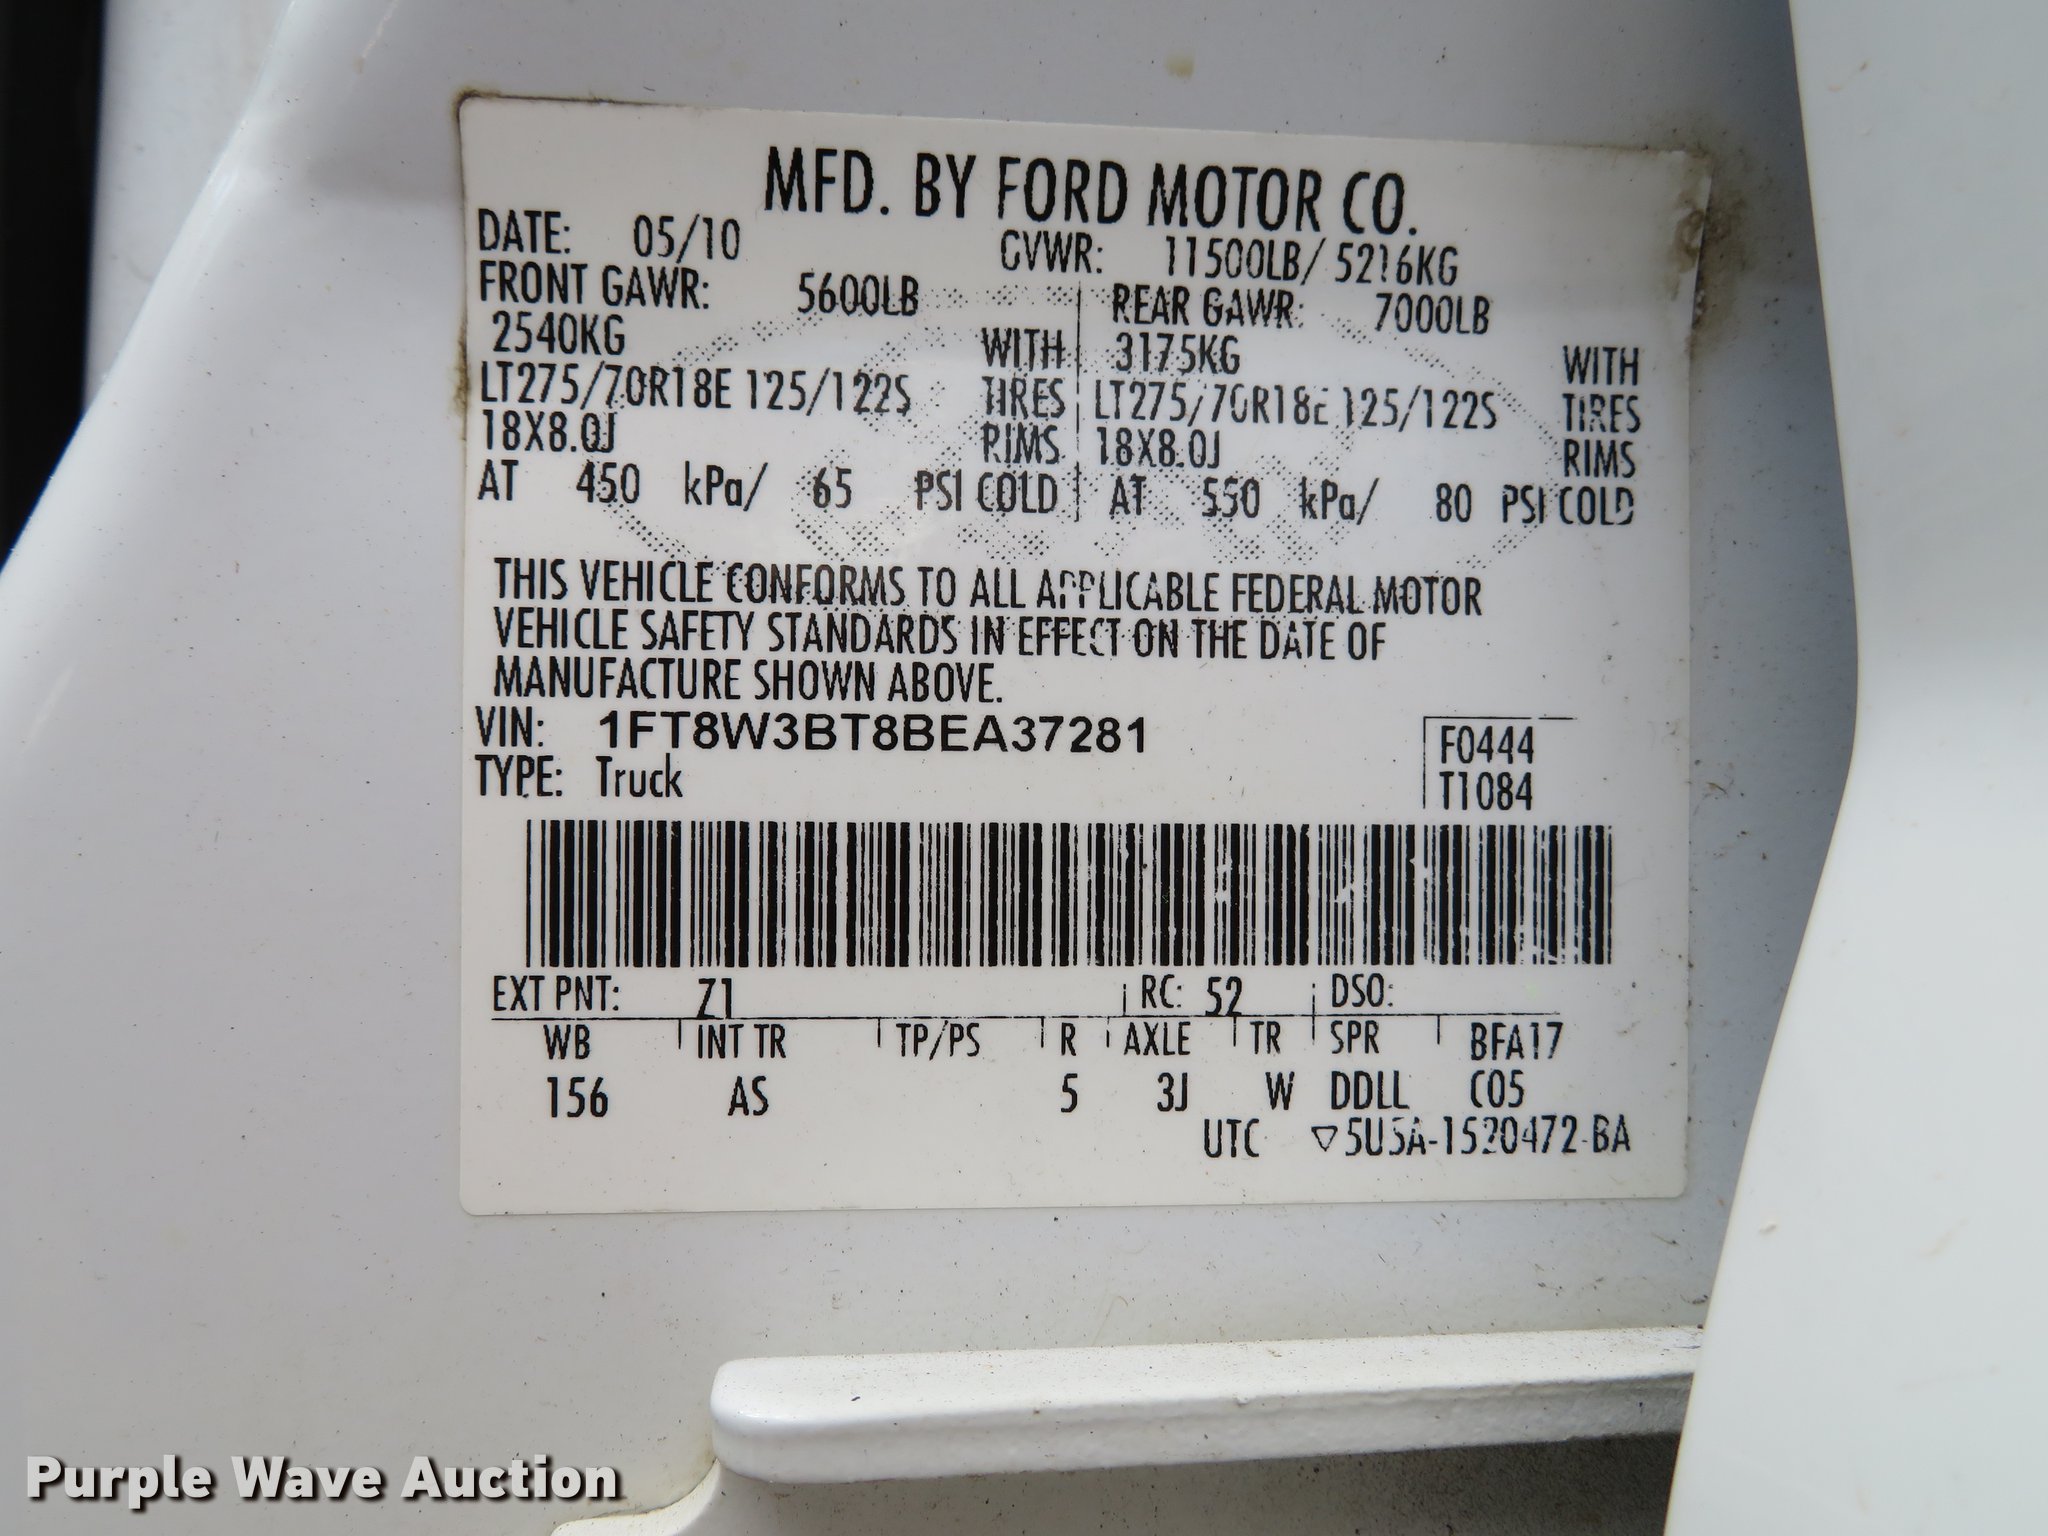 MFD. BY FORD MOTOR CO.
DATE: 05/10 GVWR: 11500LB/ 5216KG
FRONT GAWR: 5600LB REAR GAWR: 7000LB
2540KG WITH 3175KG WITH
LT275/70R18E 125/122S TIRES LT275/70R18E 125/122S TIRES
18X8.0J RIMS 18X8.0J RIMS
AT 450 kPa/ 65 PSI COLD AT 550 kPa/ 80 PSI COLD
THIS VEHICLE CONFORMS TO ALL APPLICABLE FEDERAL MOTOR
VEHICLE SAFETY STANDARDS IN EFFECT ON THE DATE OF
MANUFACTURE SHOWN ABOVE.
VIN: 1FT8W3BT8BEA37281 F0444
TYPE: Truck T1084
EXT PNT: Z1 RC: 52 DSO:
WB INT TR TP/PS R AXLE TR SPR BFA17
156 AS 5 3J W DDLL C05
UTC ▽5U5A-1520472-BA
Purple Wave Auction